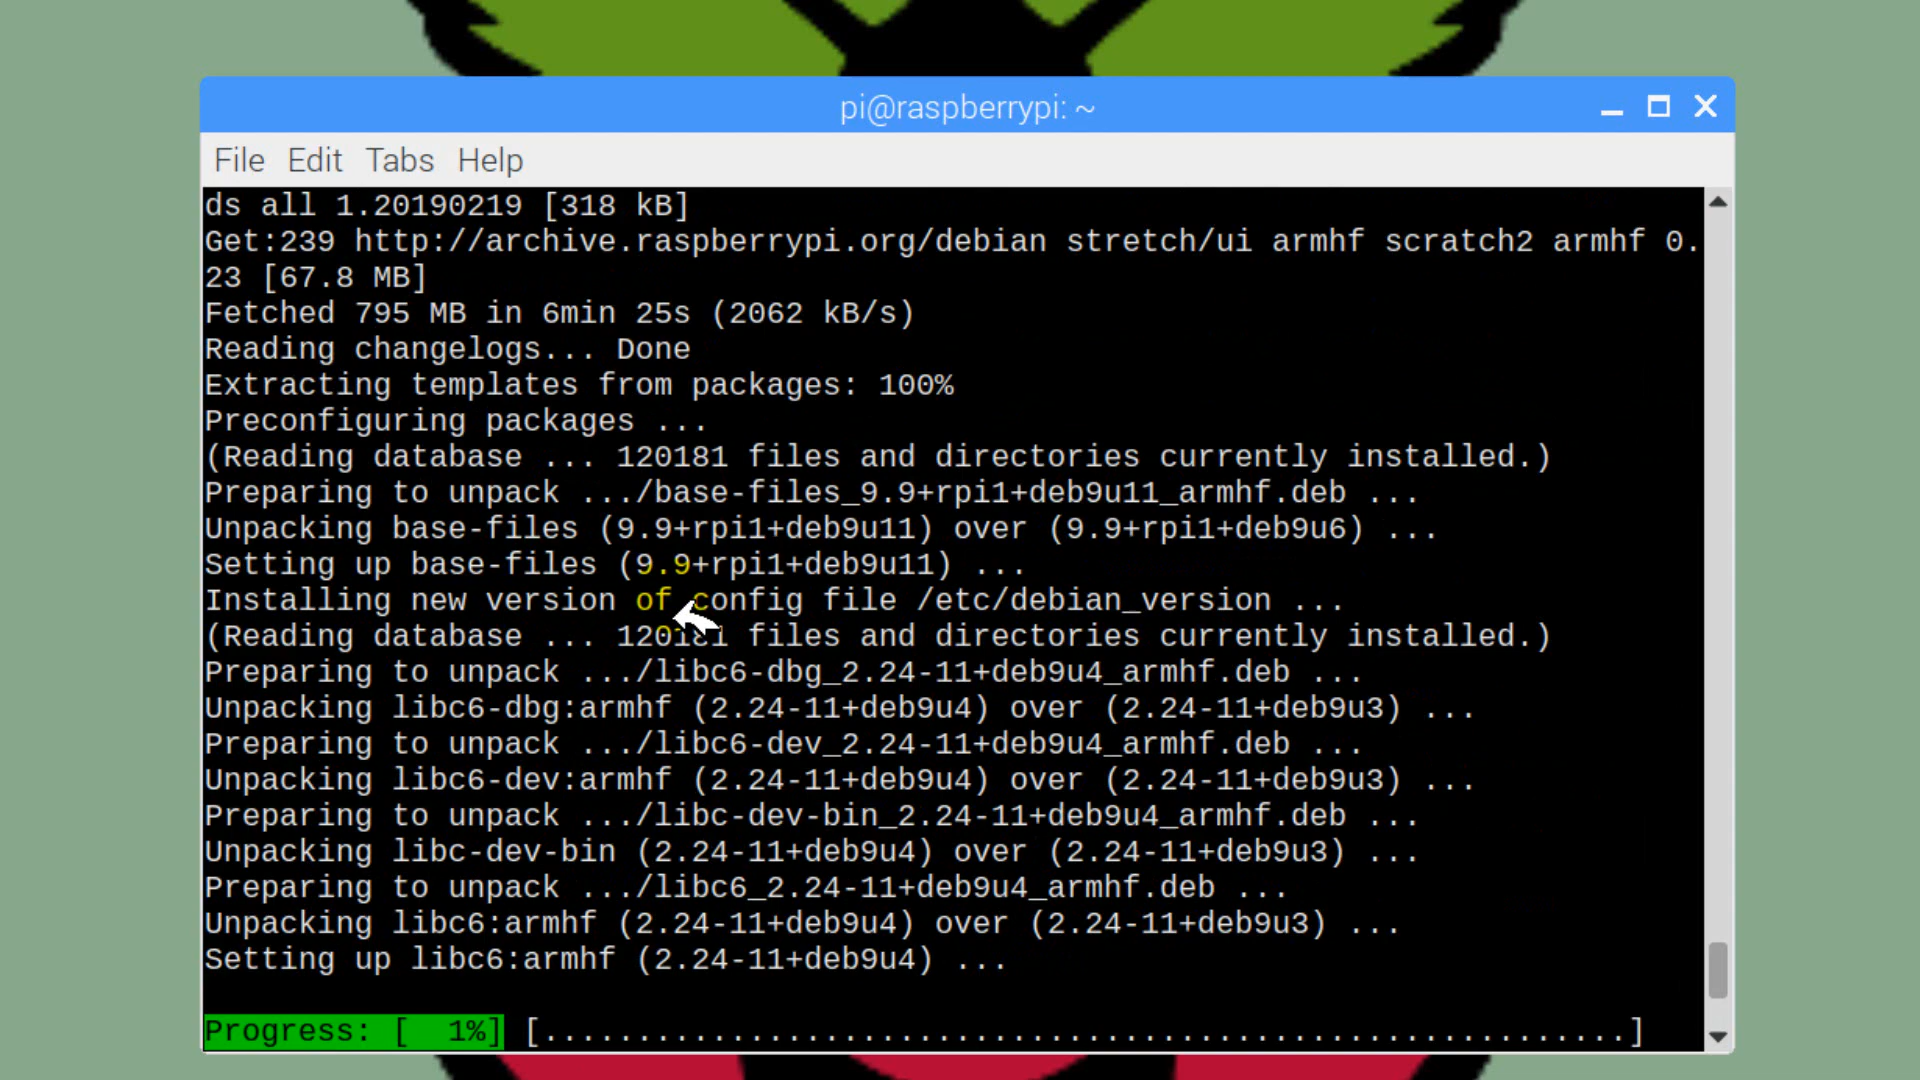 pi@raspberrypi: ~
File Edit Tabs Help
ds all 1.20190219 [318 kB]
Get:239 http://archive.raspberrypi.org/debian stretch/ui armhf scratch2 armhf 0.
23 [67.8 MB]
Fetched 795 MB in 6min 25s (2062 kB/s)
Reading changelogs... Done
Extracting templates from packages: 100%
Preconfiguring packages ...
(Reading database ... 120181 files and directories currently installed.)
Preparing to unpack .../base-files_9.9+rpi1+deb9u11_armhf.deb ...
Unpacking base-files (9.9+rpi1+deb9u11) over (9.9+rpi1+deb9u6) ...
Setting up base-files (9.9+rpi1+deb9u11) ...
Installing new version of config file /etc/debian_version ...
(Reading database ... 120181 files and directories currently installed.)
Preparing to unpack .../libc6-dbg_2.24-11+deb9u4_armhf.deb ...
Unpacking libc6-dbg:armhf (2.24-11+deb9u4) over (2.24-11+deb9u3) ...
Preparing to unpack .../libc6-dev_2.24-11+deb9u4_armhf.deb ...
Unpacking libc6-dev:armhf (2.24-11+deb9u4) over (2.24-11+deb9u3) ...
Preparing to unpack .../libc-dev-bin_2.24-11+deb9u4_armhf.deb ...
Unpacking libc-dev-bin (2.24-11+deb9u4) over (2.24-11+deb9u3) ...
Preparing to unpack .../libc6_2.24-11+deb9u4_armhf.deb ...
Unpacking libc6:armhf (2.24-11+deb9u4) over (2.24-11+deb9u3) ...
Setting up libc6:armhf (2.24-11+deb9u4) ...
Progress: [  1%] [..........................................................]